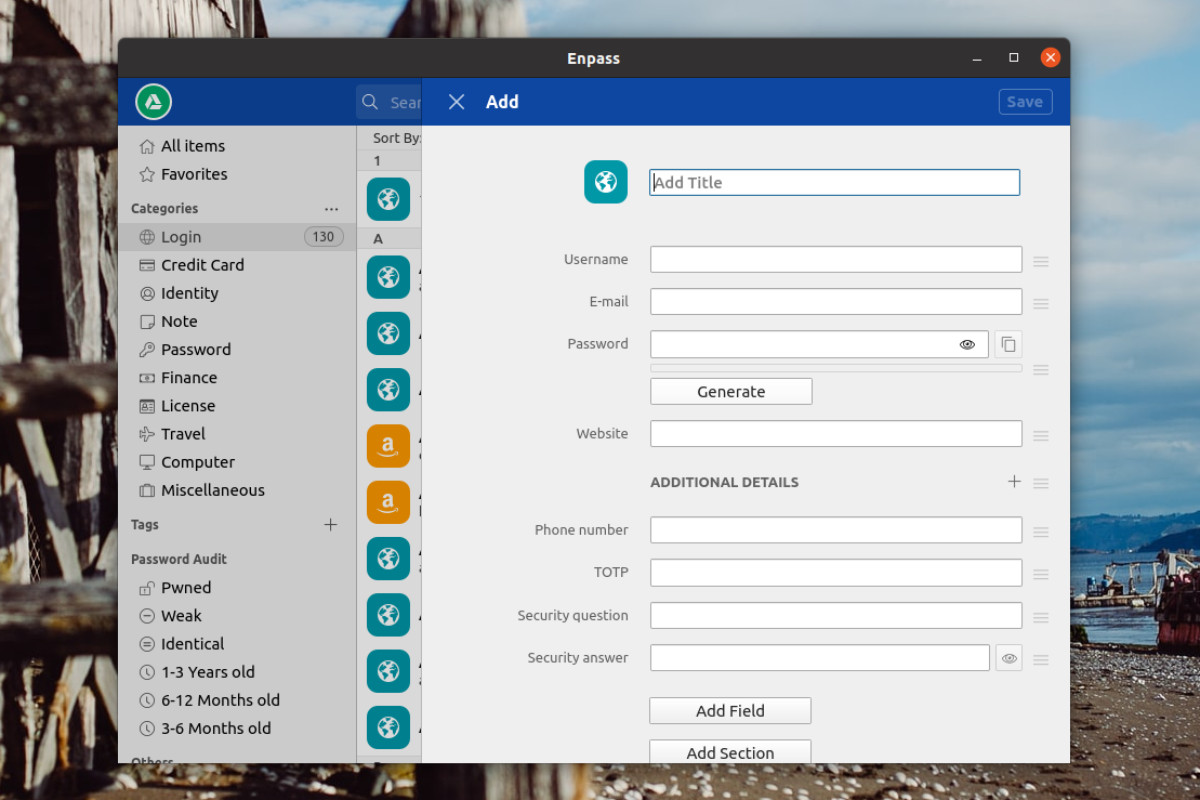 Enpass
Sear
Add
Save
All items
Favorites
Categories
Login
130
Credit Card
Identity
Note
Password
Finance
License
Travel
Computer
Miscellaneous
Tags
Password Audit
Pwned
Weak
Identical
1-3 Years old
6-12 Months old
3-6 Months old
Others
Sort By:
1
A
a
a
Add Title
Username
E-mail
Password
Generate
Website
ADDITIONAL DETAILS
Phone number
TOTP
Security question
Security answer
Add Field
Add Section